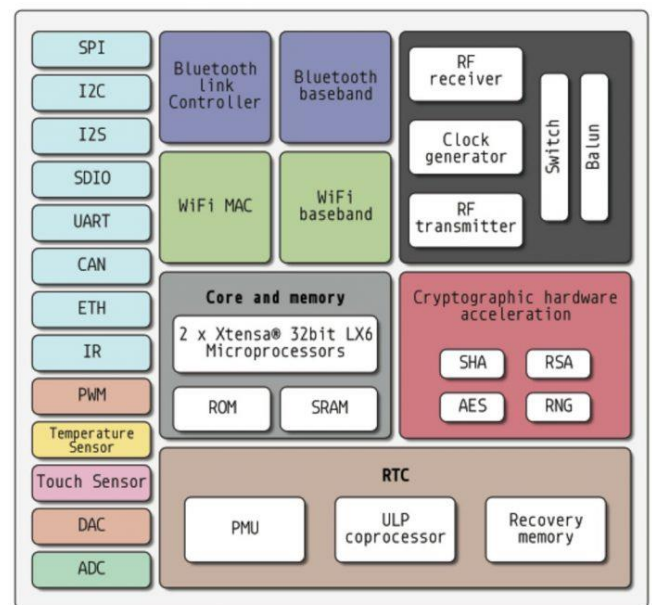 SPI
I2C
I2S
SDIO
UART
CAN
ETH
IR
PWM
Temperature
Sensor
Touch Sensor
DAC
ADC
Bluetooth
link
Controller
Bluetooth
baseband
WiFi MAC
WiFi
baseband
RF
receiver
Clock
generator
RF
transmitter
Switch
Balun
Core and memory
2 x Xtensa® 32bit LX6
Microprocessors
ROM
SRAM
Cryptographic hardware
acceleration
SHA
RSA
AES
RNG
RTC
PMU
ULP
coprocessor
Recovery
memory